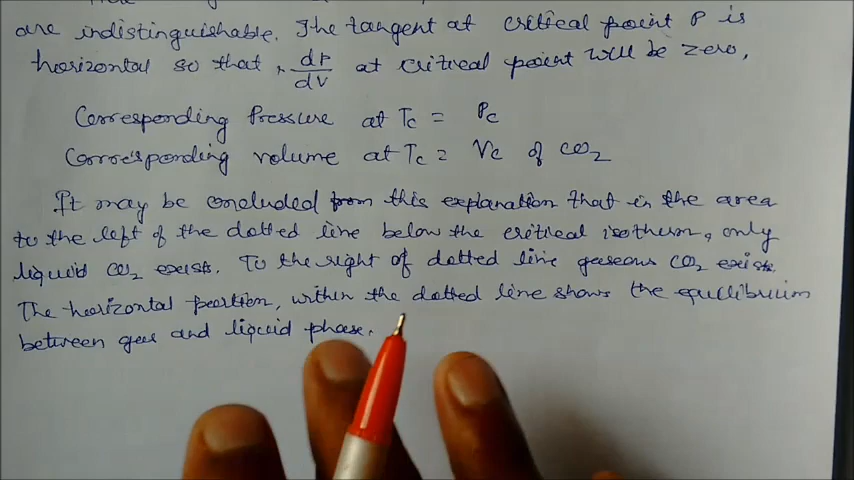 are indistinguishable. The tangent at critical point P is
horizontal so that, dP/dV at critical point will be zero,
Corresponding Pressure at Tc = Pc
Corresponding volume at Tc = Vc of CO2
It may be concluded from this explanation that in the area
to the left of the dotted line below the critical isotherm, only
liquid CO2 exists. To the right of dotted line gaseous CO2 exists.
The horizontal portion, within the dotted line shows the equilibrium
between gas and liquid phase.